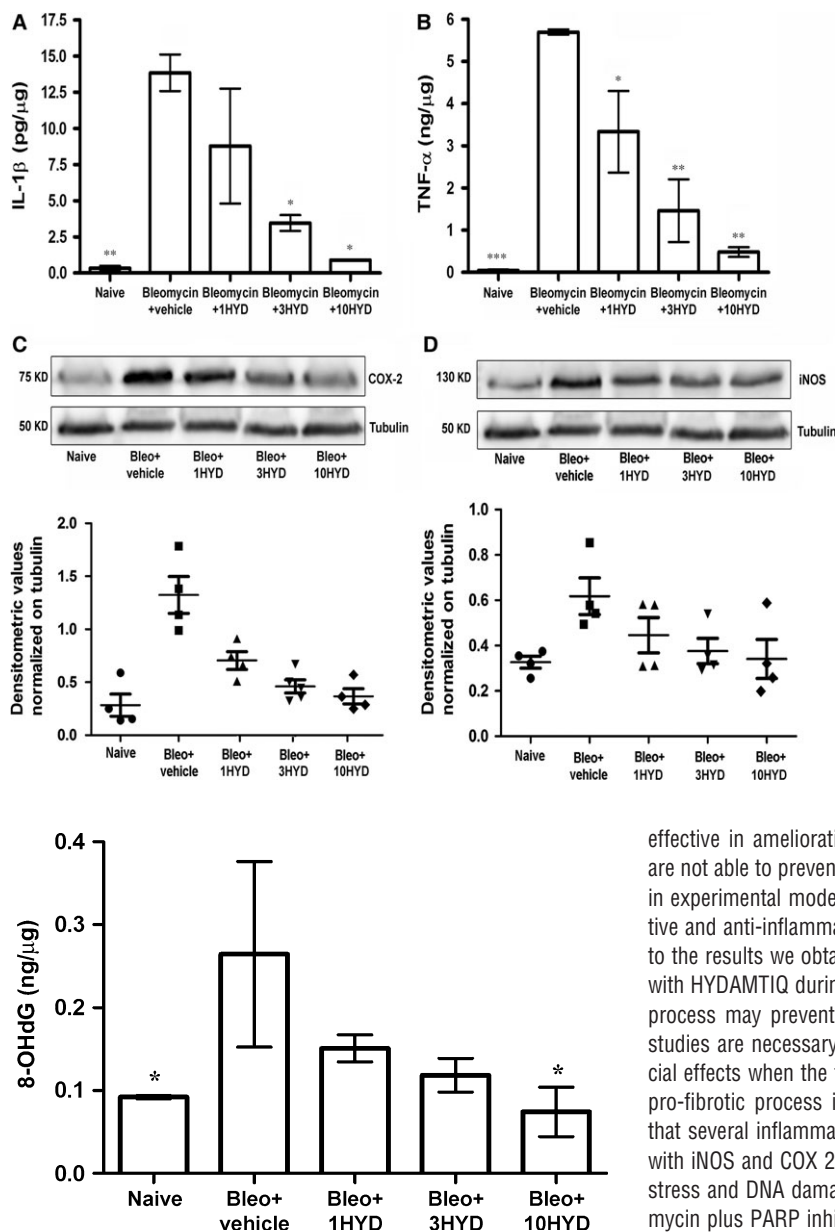 A
IL-1β (pg/μg)
17.5
15.0
12.5
10.0
7.5
5.0
2.5
0.0
**
*
*
Naive
Bleomycin +vehicle
Bleomycin +1HYD
Bleomycin +3HYD
Bleomycin +10HYD
B
TNF-α (ng/μg)
6
5
4
3
2
1
0
***
*
**
**
Naive
Bleomycin +vehicle
Bleomycin +1HYD
Bleomycin +3HYD
Bleomycin +10HYD
C
75 KD
COX-2
50 KD
Tubulin
Naive
Bleo+ vehicle
Bleo+ 1HYD
Bleo+ 3HYD
Bleo+ 10HYD
Densitometric values
normalized on tubulin
2.0
1.5
1.0
0.5
0.0
Naive
Bleo+ vehicle
Bleo+ 1HYD
Bleo+ 3HYD
Bleo+ 10HYD
D
130 KD
iNOS
50 KD
Tubulin
Naive
Bleo+ vehicle
Bleo+ 1HYD
Bleo+ 3HYD
Bleo+ 10HYD
Densitometric values
normalized on tubulin
1.0
0.8
0.6
0.4
0.2
0.0
Naive
Bleo+ vehicle
Bleo+ 1HYD
Bleo+ 3HYD
Bleo+ 10HYD
8-OHdG (ng/μg)
0.4
0.3
0.2
0.1
0.0
*
*
Naive
Bleo+ vehicle
Bleo+ 1HYD
Bleo+ 3HYD
Bleo+ 10HYD
effective in ameliorati
are not able to preven
in experimental mode
tive and anti-inflamma
to the results we obta
with HYDAMTIQ durin
process may prevent
studies are necessary
cial effects when the
pro-fibrotic process i
that several inflamma
with iNOS and COX 2
stress and DNA dama
mycin plus PARP inhi